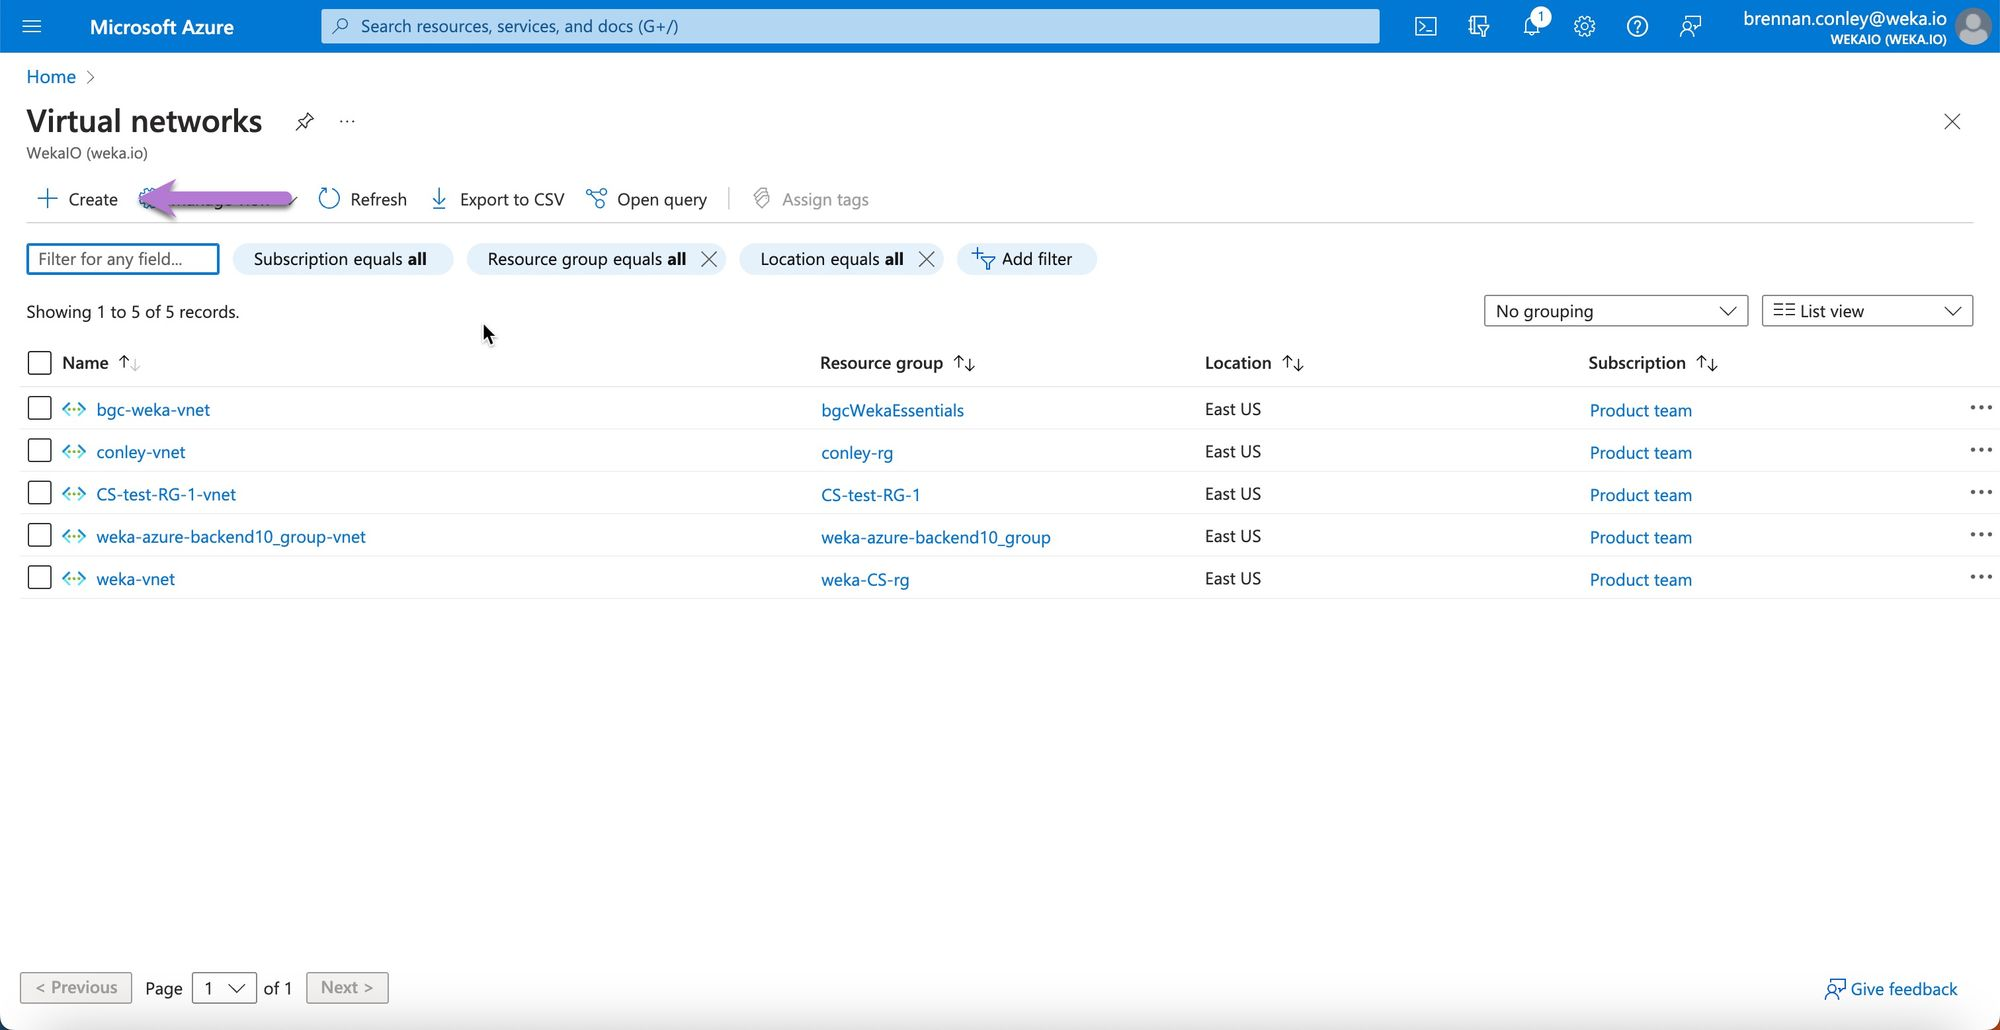 Microsoft Azure
Search resources, services, and docs (G+/)
1
brennan.conley@weka.io
WEKAIO (WEKA.IO)
Home
Virtual networks
WekaIO (weka.io)
Create
Refresh
Export to CSV
Open query
Assign tags
Filter for any field...
Subscription equals all
Resource group equals all
Location equals all
Add filter
Showing 1 to 5 of 5 records.
No grouping
List view
Name
Resource group
Location
Subscription
bgc-weka-vnet
bgcWekaEssentials
East US
Product team
conley-vnet
conley-rg
East US
Product team
CS-test-RG-1-vnet
CS-test-RG-1
East US
Product team
weka-azure-backend10_group-vnet
weka-azure-backend10_group
East US
Product team
weka-vnet
weka-CS-rg
East US
Product team
< Previous
Page
1
of 1
Next >
Give feedback